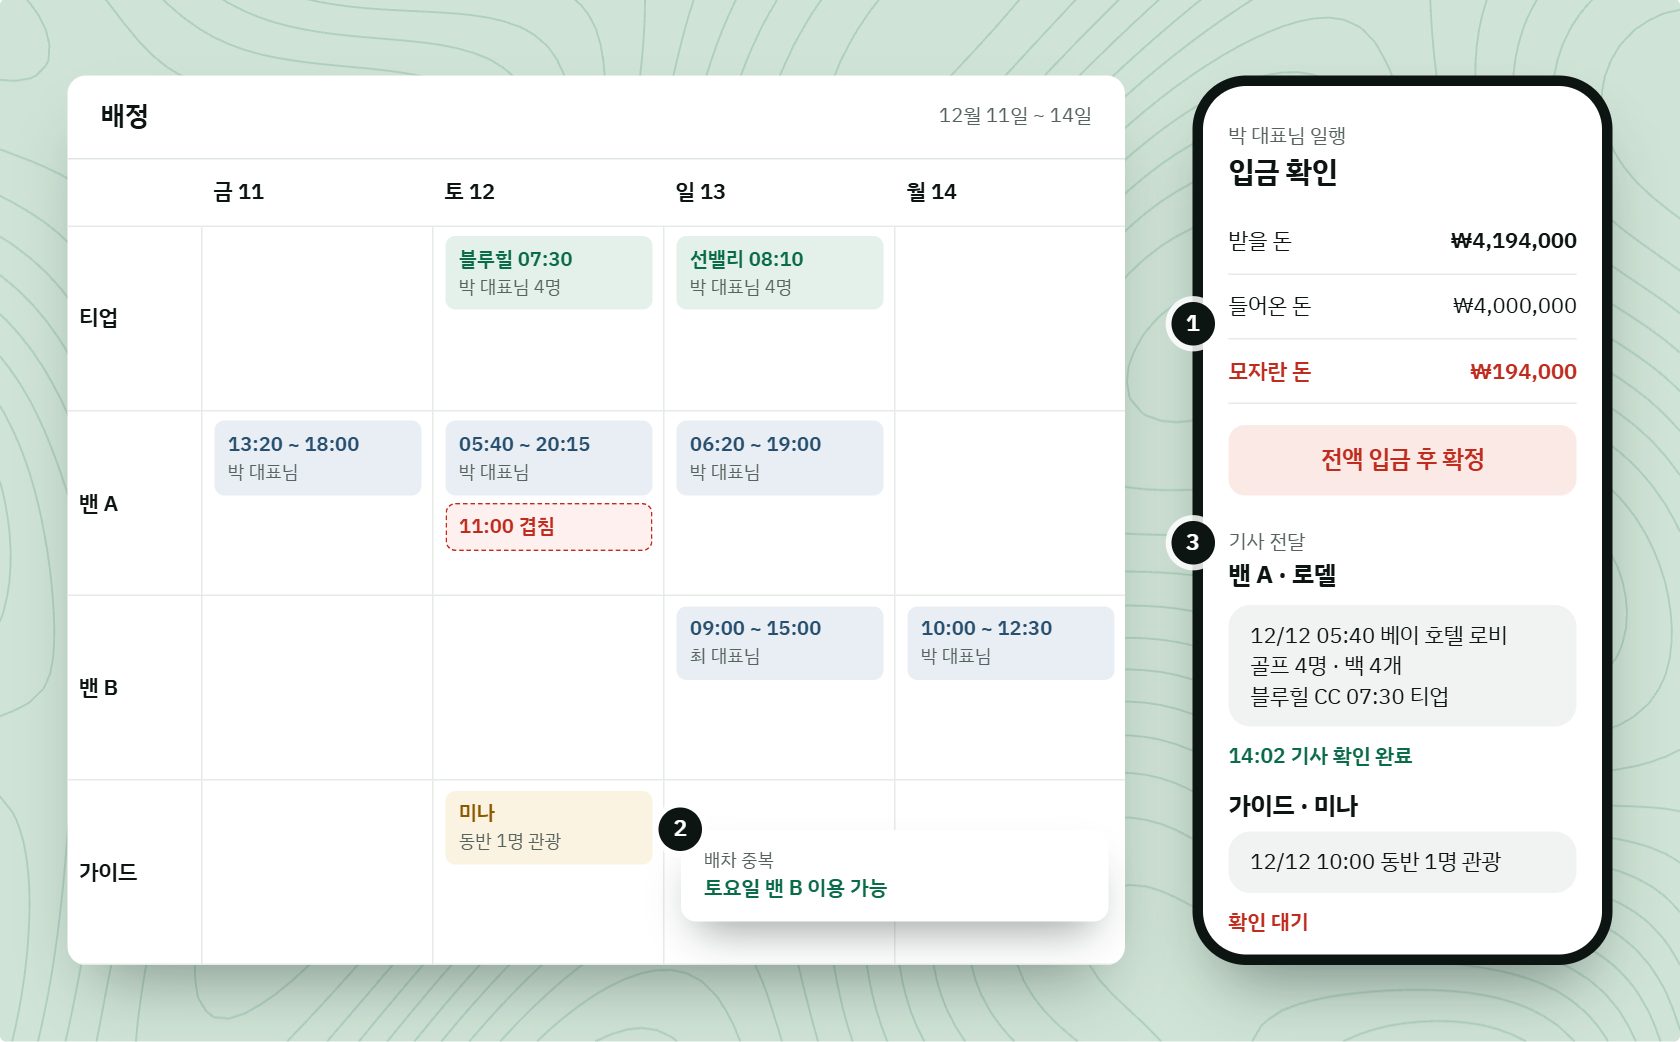 배정
12월 11일 ~ 14일
금 11
토 12
일 13
월 14
티업
블루힐 07:30
박 대표님 4명
선밸리 08:10
박 대표님 4명
밴 A
13:20 ~ 18:00
박 대표님
05:40 ~ 20:15
박 대표님
11:00 겹침
06:20 ~ 19:00
박 대표님
밴 B
09:00 ~ 15:00
최 대표님
10:00 ~ 12:30
박 대표님
가이드
미나
동반 1명 관광
2
배차 중복
토요일 밴 B 이용 가능
박 대표님 일행
입금 확인
받을 돈
₩4,194,000
1
들어온 돈
₩4,000,000
모자란 돈
₩194,000
전액 입금 후 확정
3
기사 전달
밴 A · 로델
12/12 05:40 베이 호텔 로비
골프 4명 · 백 4개
블루힐 CC 07:30 티업
14:02 기사 확인 완료
가이드 · 미나
12/12 10:00 동반 1명 관광
확인 대기